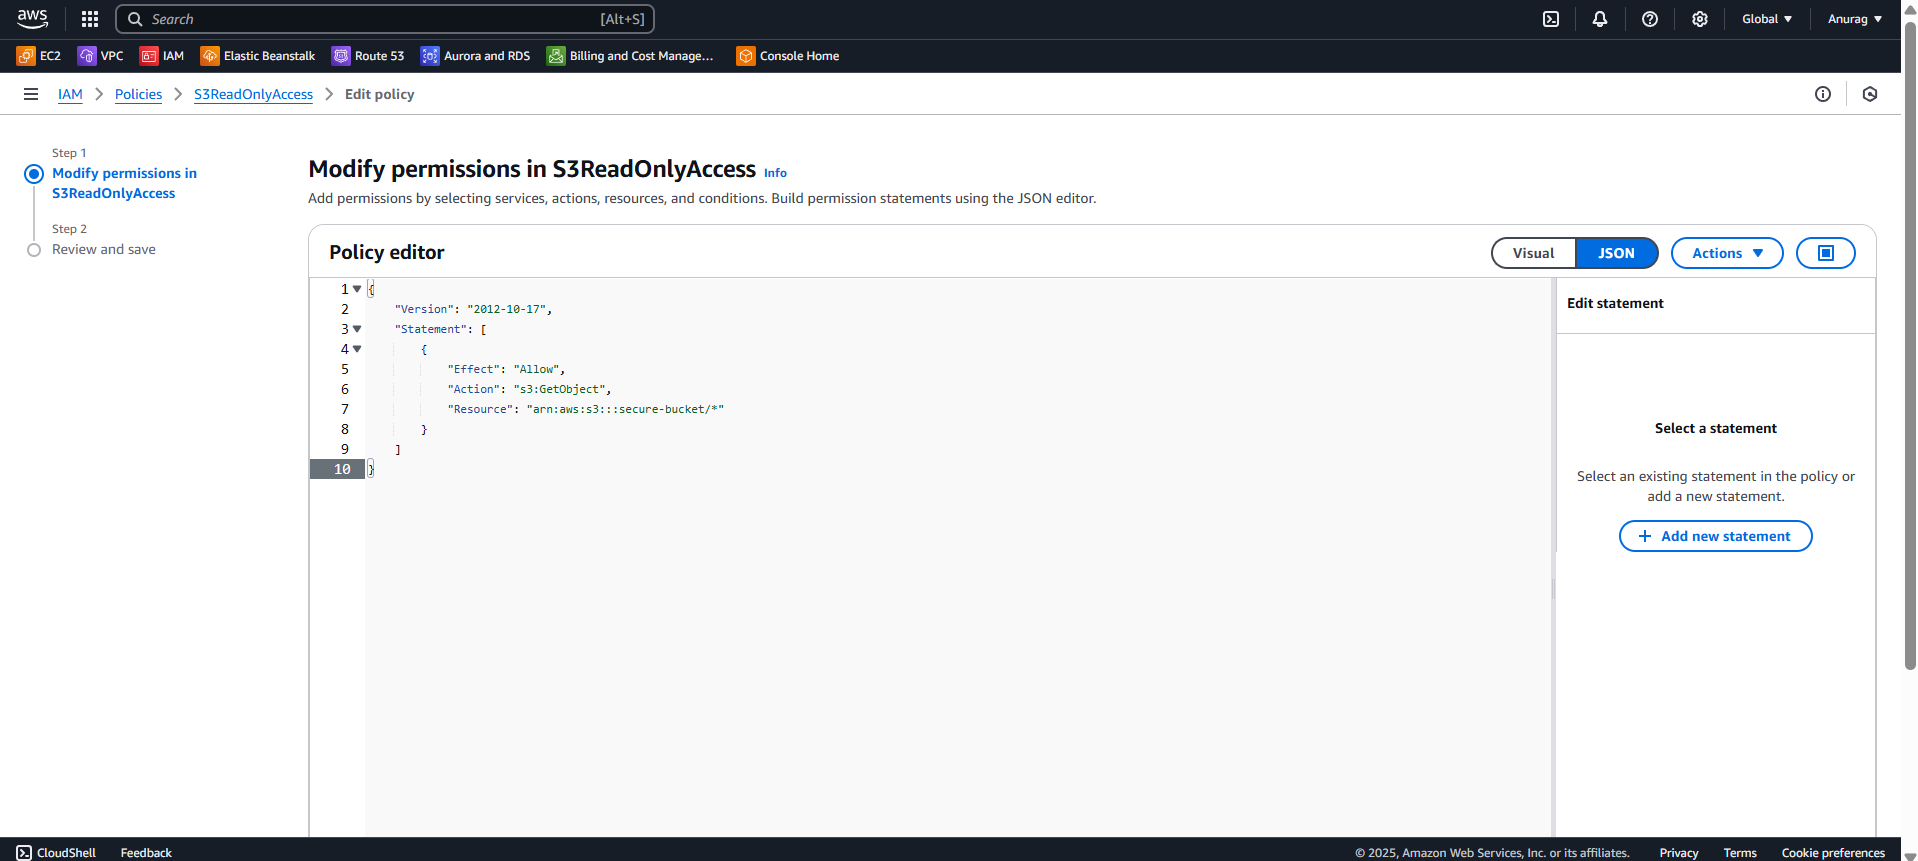 aws
Search [Alt+S]
Global Anurag
EC2 VPC IAM Elastic Beanstalk Route 53 Aurora and RDS Billing and Cost Manage... Console Home
IAM Policies S3ReadOnlyAccess Edit policy
Step 1
Modify permissions in
S3ReadOnlyAccess
Step 2
Review and save
Modify permissions in S3ReadOnlyAccess Info
Add permissions by selecting services, actions, resources, and conditions. Build permission statements using the JSON editor.
Policy editor
Visual JSON Actions
1 {
2 "Version": "2012-10-17",
3 "Statement": [
4 {
5 "Effect": "Allow",
6 "Action": "s3:GetObject",
7 "Resource": "arn:aws:s3:::secure-bucket/*"
8 }
9 ]
10 }
Edit statement
Select a statement
Select an existing statement in the policy or
add a new statement.
+ Add new statement
CloudShell Feedback © 2025, Amazon Web Services, Inc. or its affiliates. Privacy Terms Cookie preferences